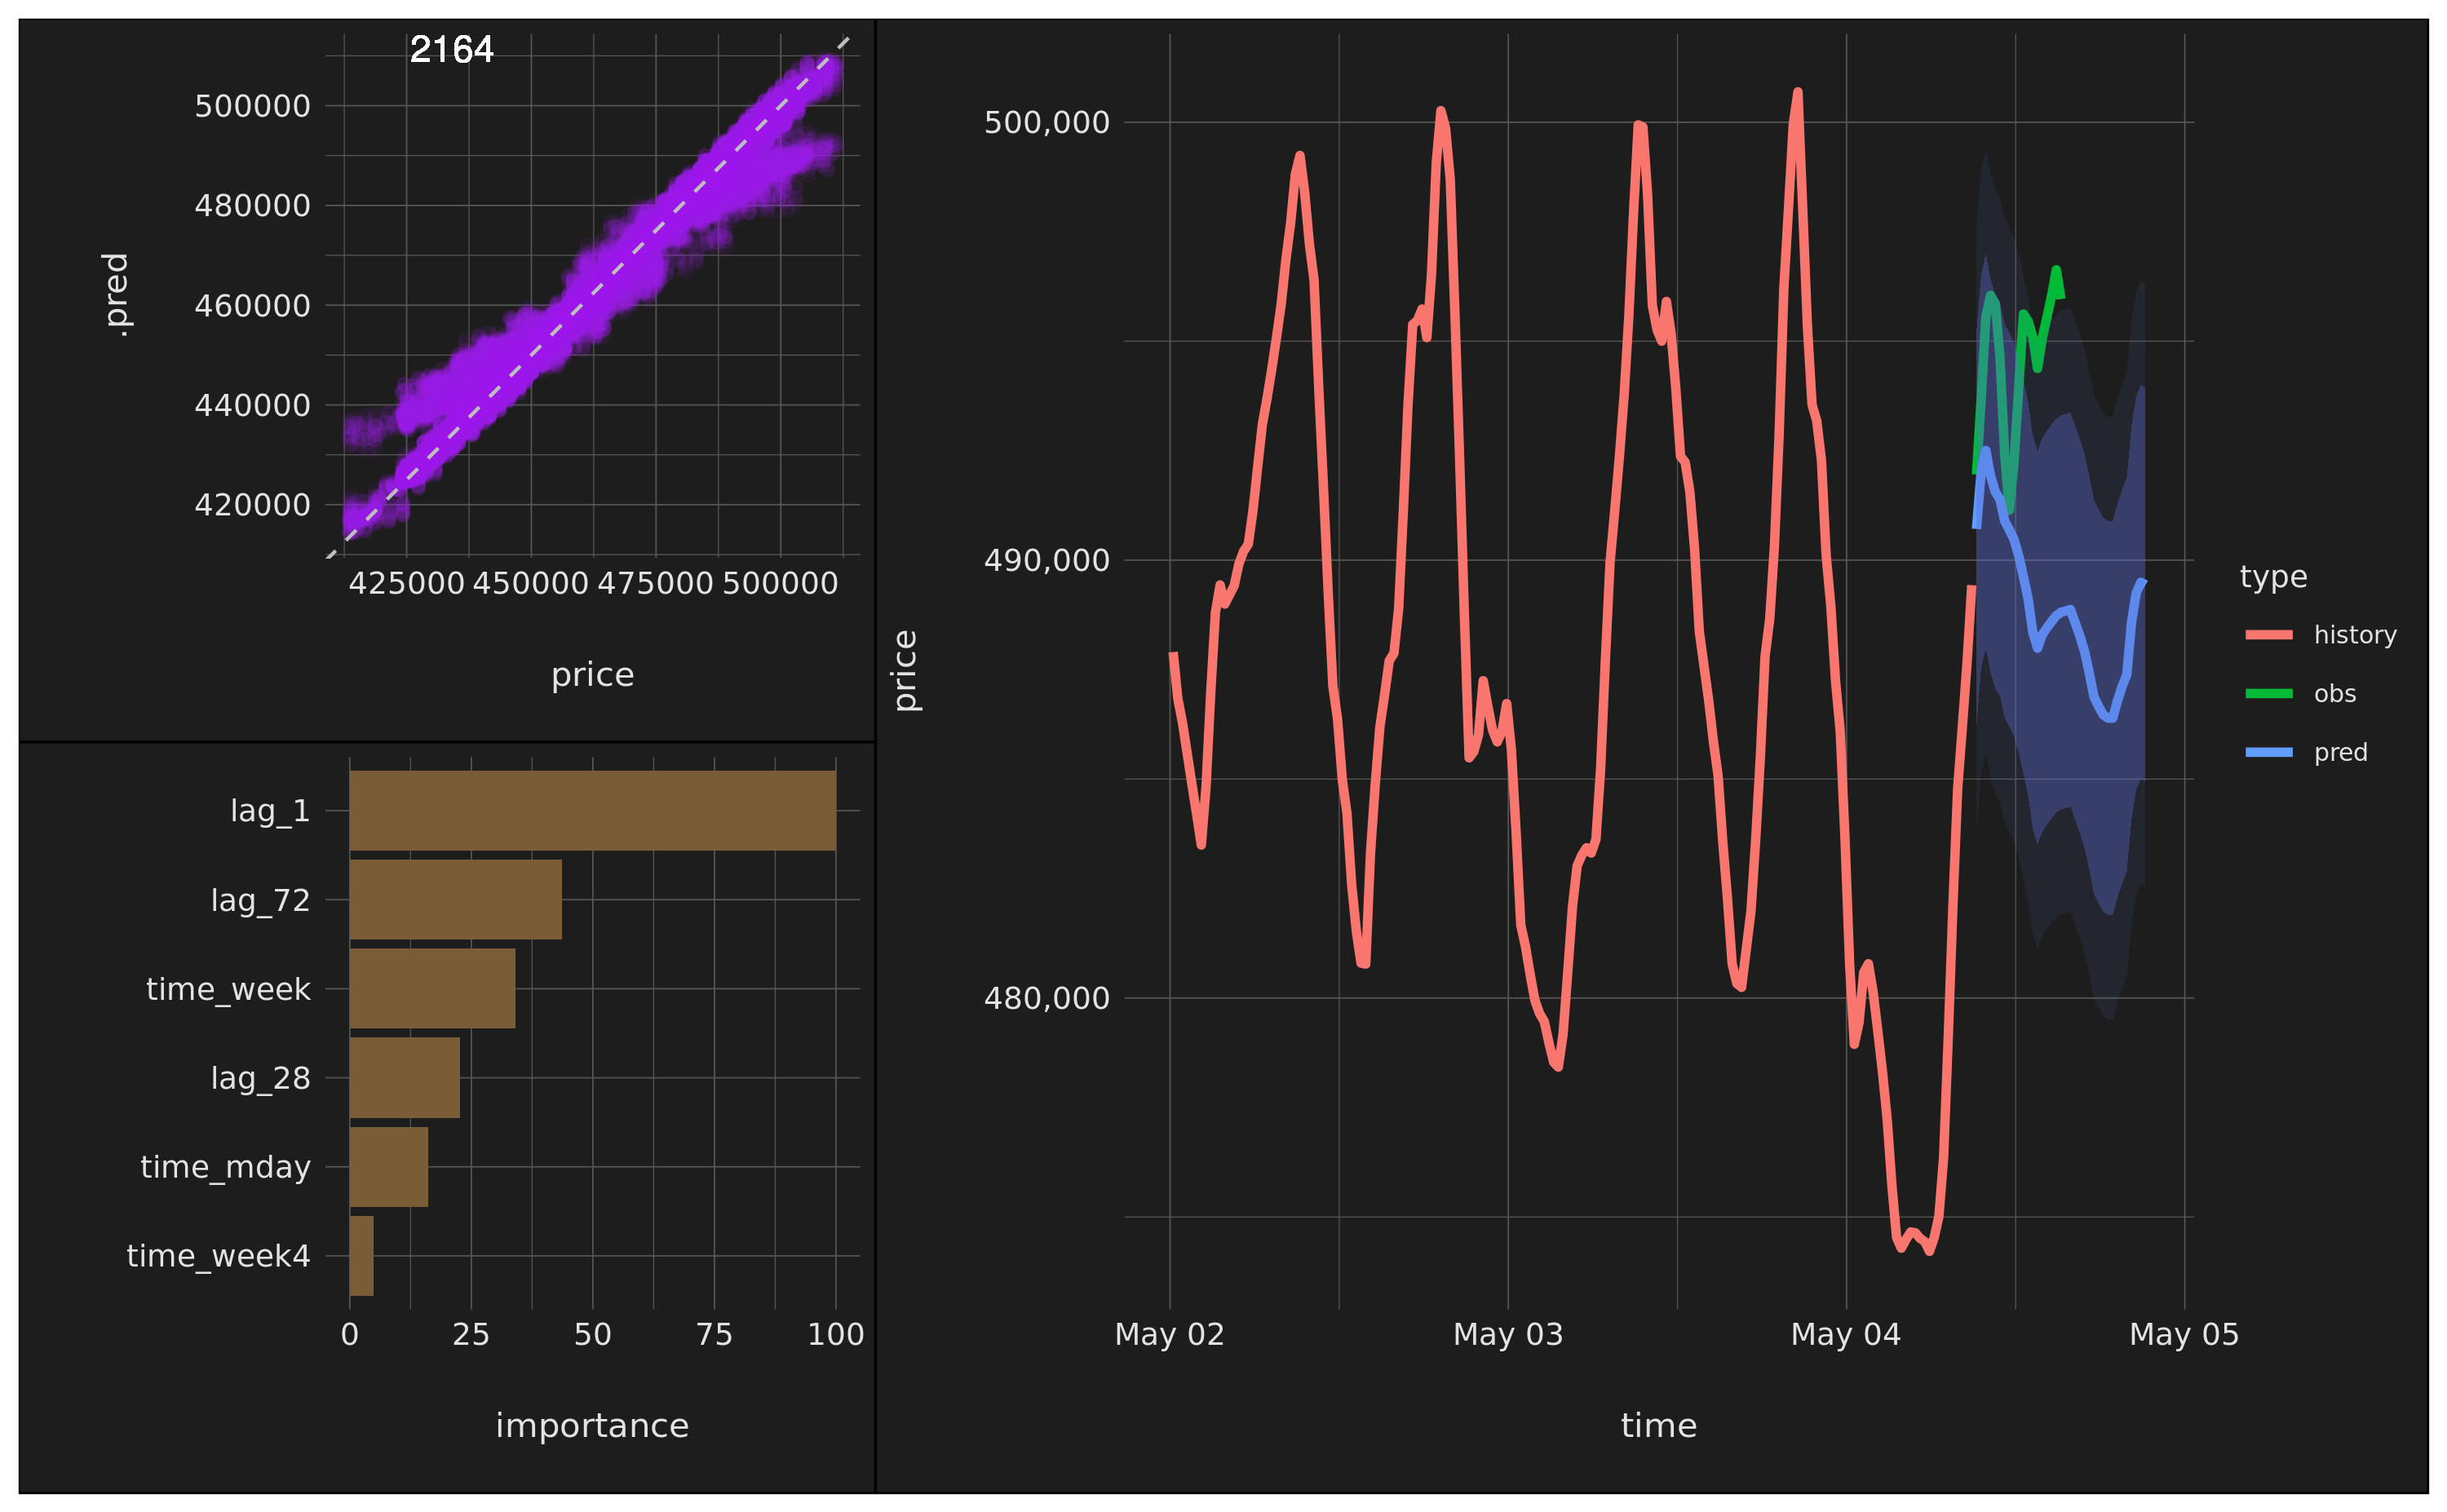 2164
500000
480000
460000
440000
420000
.pred
425000 450000 475000 500000
price
lag_1
lag_72
time_week
lag_28
time_mday
time_week4
0 25 50 75 100
importance
500,000
490,000
480,000
price
May 02 May 03 May 04 May 05
time
type
history
obs
pred